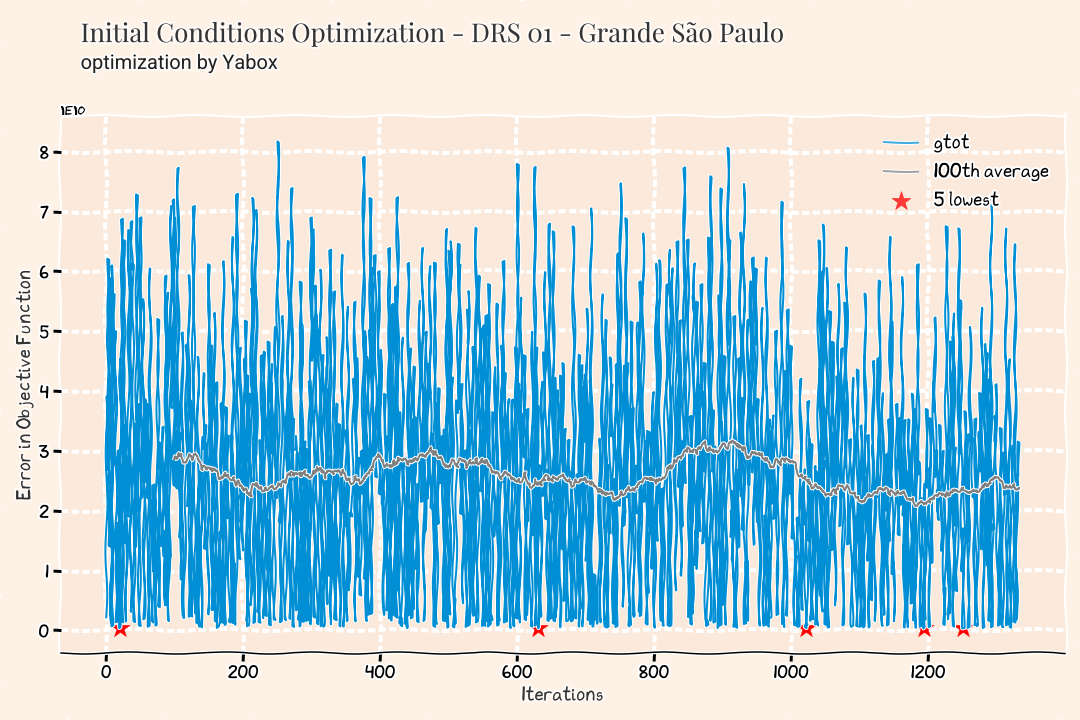 Initial Conditions Optimization - DRS 01 - Grande São Paulo
optimization by Yabox
1E10
gtot
100th average
5 lowest
Error in Objective Function
8
7
6
5
4
3
2
1
0
0 200 400 600 800 1000 1200
Iterations